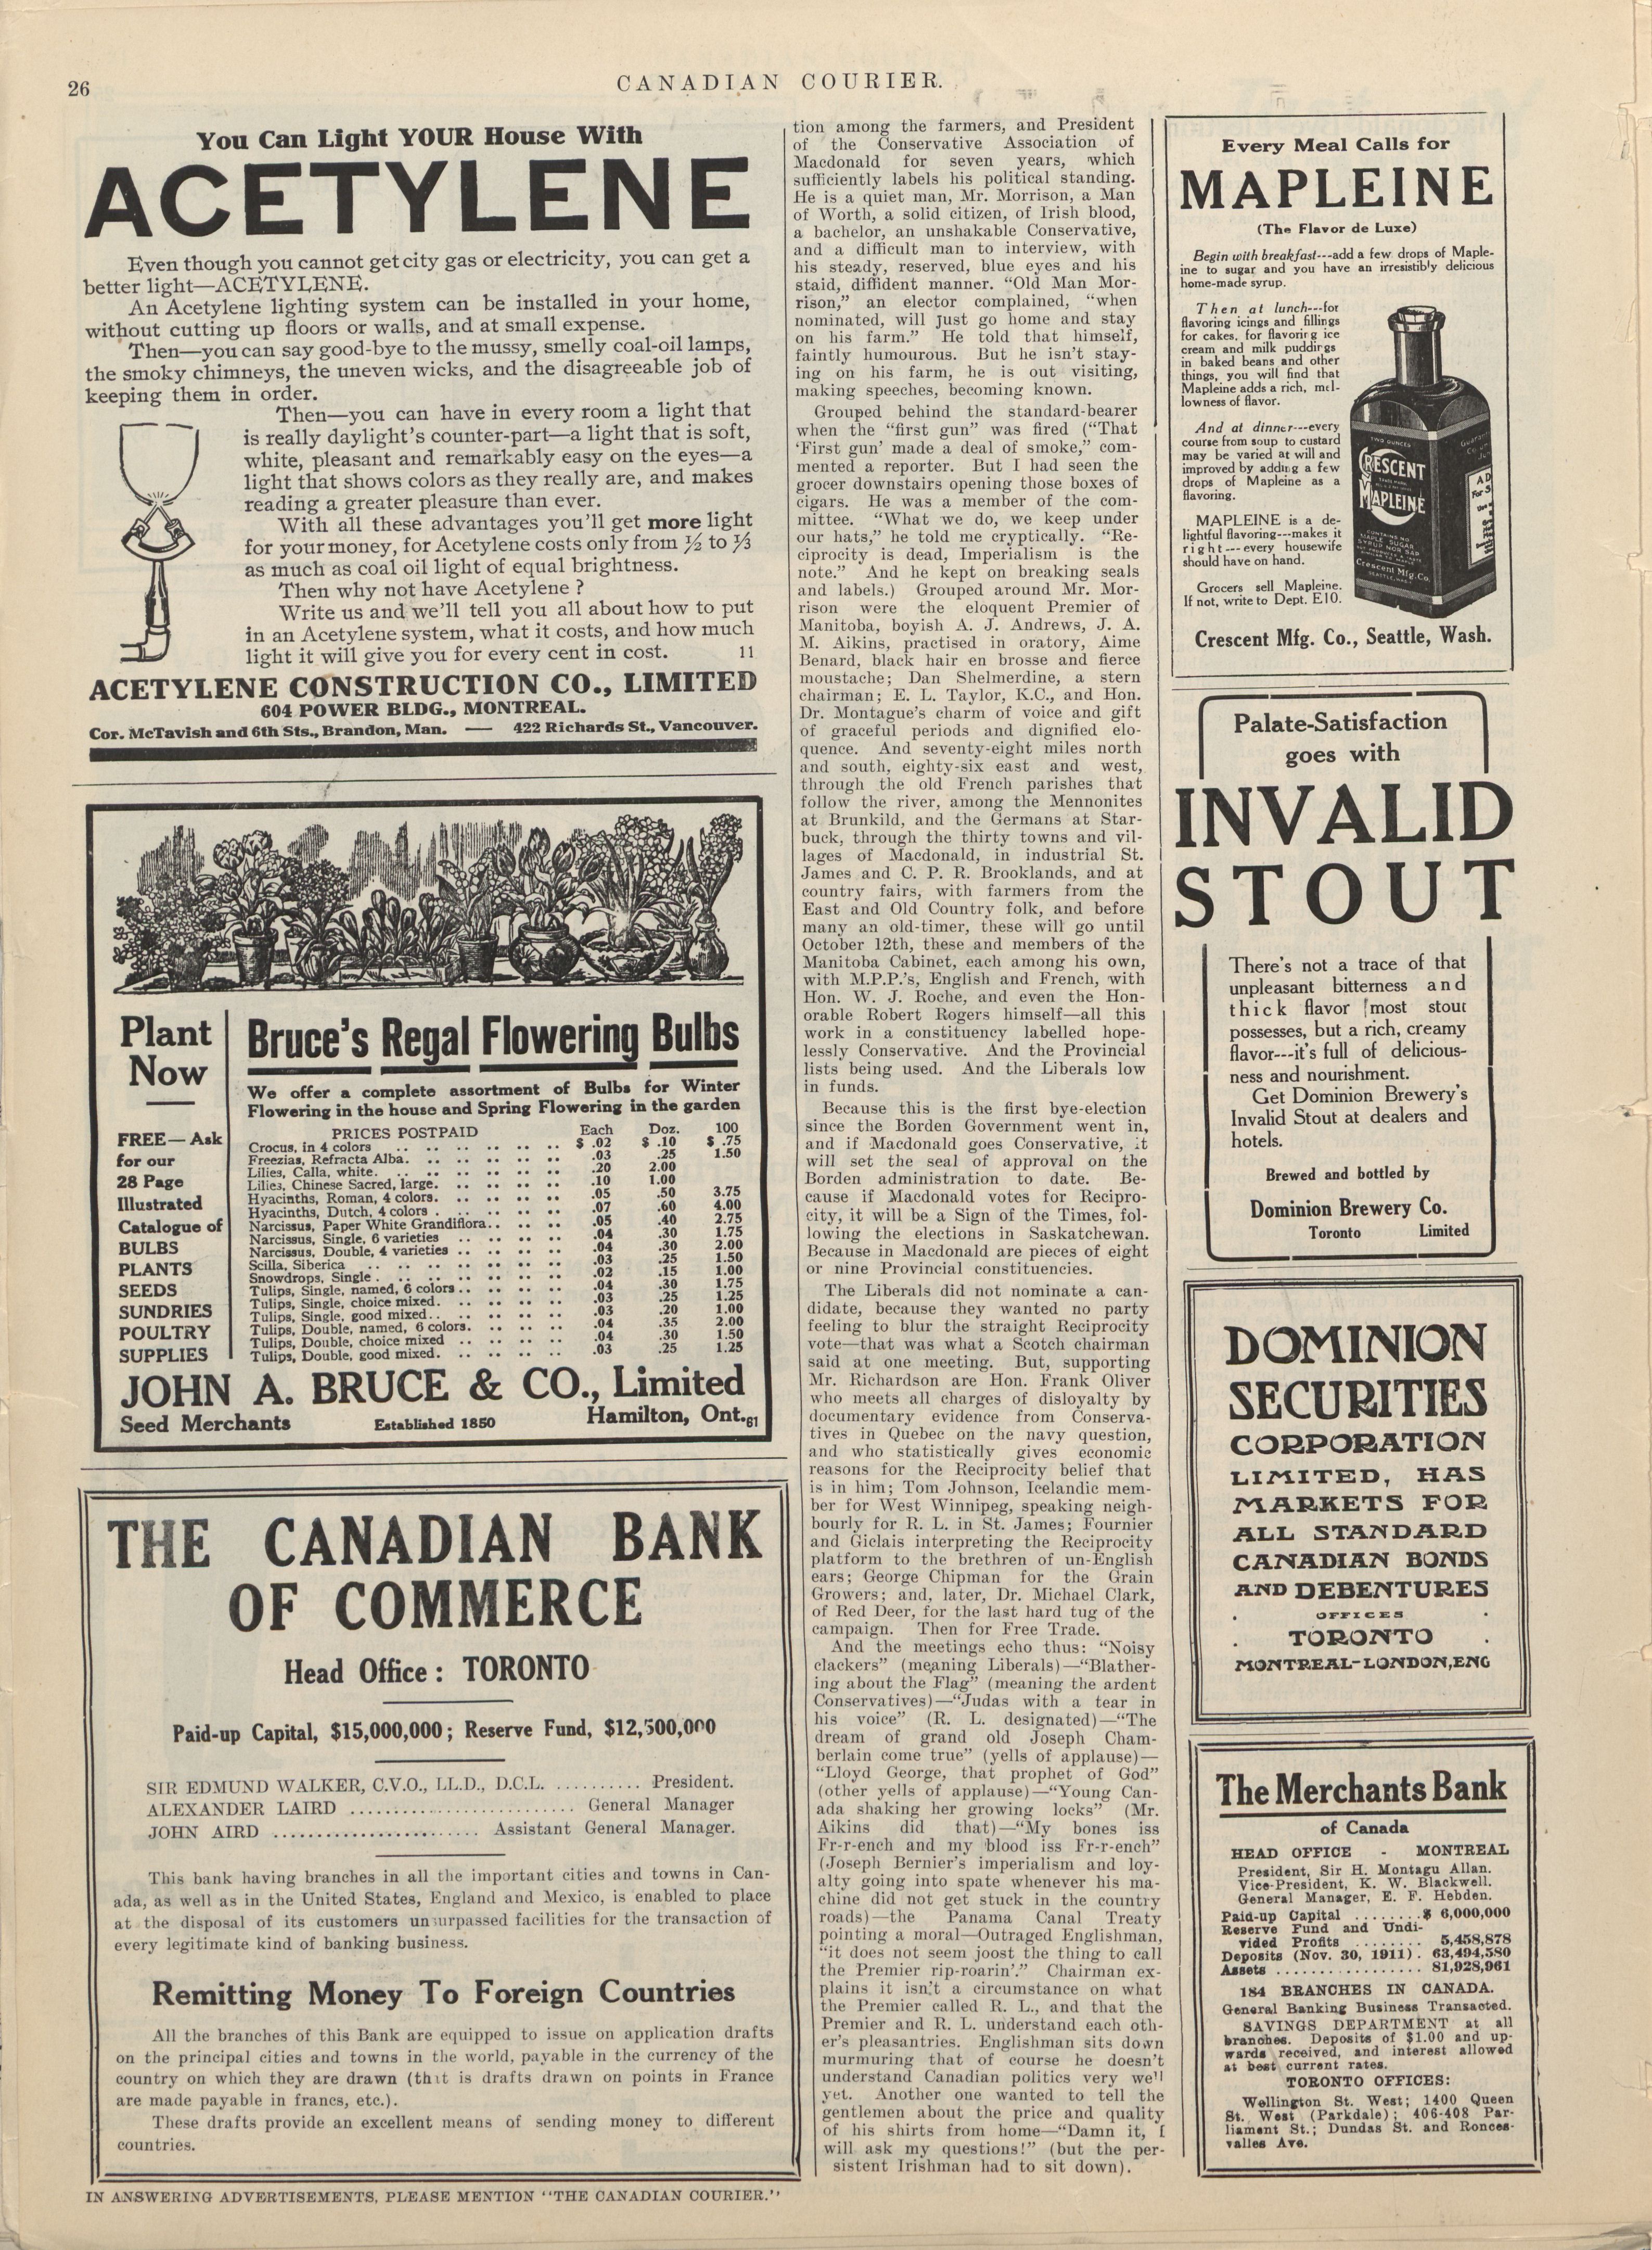 26
CANADIAN COURIER.
You Can Light YOUR House With
ACETYLENE
Even though you cannot get city gas or electricity, you can get a
better light—ACETYLENE.
An Acetylene lighting system can be installed in your home,
without cutting up floors or walls, and at small expense.
Then—you can say good-bye to the mussy, smelly coal-oil lamps,
the smoky chimneys, the uneven wicks, and the disagreeable job of
keeping them in order.
Then—you can have in every room a light that
is really daylight's counter-part—a light that is soft,
white, pleasant and remarkably easy on the eyes—a
light that shows colors as they really are, and makes
reading a greater pleasure than ever.
With all these advantages you'll get more light
for your money, for Acetylene costs only from ½ to ⅓
as much as coal oil light of equal brightness.
Then why not have Acetylene ?
Write us and we'll tell you all about how to put
in an Acetylene system, what it costs, and how much
light it will give you for every cent in cost. 11
ACETYLENE CONSTRUCTION CO., LIMITED
604 POWER BLDG., MONTREAL.
Cor. McTavish and 6th Sts., Brandon, Man. — 422 Richards St., Vancouver.
Plant
Now
FREE—Ask
for our
28 Page
Illustrated
Catalogue of
BULBS
PLANTS
SEEDS
SUNDRIES
POULTRY
SUPPLIES
Bruce's Regal Flowering Bulbs
We offer a complete assortment of Bulbs for Winter
Flowering in the house and Spring Flowering in the garden
PRICES POSTPAID Each Doz. 100
Crocus, in 4 colors .. .. .. .. .. .. $ .02 $ .10 $ .75
Freezias, Refracta Alba. .. .. .. .. .. .03 .25 1.50
Lilies, Calla, white. .. .. .. .. .. .. .20 2.00
Lilies, Chinese Sacred, large. .. .. .. .. .10 1.00
Hyacinths, Roman, 4 colors. .. .. .. .. .05 .50 3.75
Hyacinths, Dutch, 4 colors . .. .. .. .. .07 .60 4.00
Narcissus, Paper White Grandiflora.. .. .. .05 .40 2.75
Narcissus, Single, 6 varieties .. .. .. .. .04 .30 1.75
Narcissus, Double, 4 varieties .. .. .. .. .04 .30 2.00
Scilla, Siberica .. .. .. .. .. .. .03 .25 1.50
Snowdrops, Single . .. .. .. .. .. .02 .15 1.00
Tulips, Single, named, 6 colors .. .. .. .. .04 .30 1.75
Tulips, Single, choice mixed. .. .. .. .. .03 .25 1.25
Tulips, Single, good mixed.. .. .. .. .. .03 .20 1.00
Tulips, Double, named, 6 colors. .. .. .. .04 .35 2.00
Tulips, Double, choice mixed .. .. .. .. .04 .30 1.50
Tulips, Double, good mixed. .. .. .. .. .03 .25 1.25
JOHN A. BRUCE & CO., Limited
Seed Merchants Established 1850 Hamilton, Ont. 61
THE CANADIAN BANK
OF COMMERCE
Head Office : TORONTO
Paid-up Capital, $15,000,000; Reserve Fund, $12,500,000
SIR EDMUND WALKER, C.V.O., LL.D., D.C.L. .......... President.
ALEXANDER LAIRD .......................... General Manager
JOHN AIRD ........................ Assistant General Manager.
This bank having branches in all the important cities and towns in Can-
ada, as well as in the United States, England and Mexico, is enabled to place
at the disposal of its customers unsurpassed facilities for the transaction of
every legitimate kind of banking business.
Remitting Money To Foreign Countries
All the branches of this Bank are equipped to issue on application drafts
on the principal cities and towns in the world, payable in the currency of the
country on which they are drawn (that is drafts drawn on points in France
are made payable in francs, etc.).
These drafts provide an excellent means of sending money to different
countries.
tion among the farmers, and President
of the Conservative Association of
Macdonald for seven years, which
sufficiently labels his political standing.
He is a quiet man, Mr. Morrison, a Man
of Worth, a solid citizen, of Irish blood,
a bachelor, an unshakable Conservative,
and a difficult man to interview, with
his steady, reserved, blue eyes and his
staid, diffident manner. "Old Man Mor-
rison," an elector complained, "when
nominated, will just go home and stay
on his farm." He told that himself,
faintly humourous. But he isn't stay-
ing on his farm, he is out visiting,
making speeches, becoming known.
Grouped behind the standard-bearer
when the "first gun" was fired ("That
'First gun' made a deal of smoke," com-
mented a reporter. But I had seen the
grocer downstairs opening those boxes of
cigars. He was a member of the com-
mittee. "What we do, we keep under
our hats," he told me cryptically. "Re-
ciprocity is dead, Imperialism is the
note." And he kept on breaking seals
and labels.) Grouped around Mr. Mor-
rison were the eloquent Premier of
Manitoba, boyish A. J. Andrews, J. A.
M. Aikins, practised in oratory, Aime
Benard, black hair en brosse and fierce
moustache; Dan Shelmerdine, a stern
chairman; E. L. Taylor, K.C., and Hon.
Dr. Montague's charm of voice and gift
of graceful periods and dignified elo-
quence. And seventy-eight miles north
and south, eighty-six east and west,
through the old French parishes that
follow the river, among the Mennonites
at Brunkild, and the Germans at Star-
buck, through the thirty towns and vil-
lages of Macdonald, in industrial St.
James and C. P. R. Brooklands, and at
country fairs, with farmers from the
East and Old Country folk, and before
many an old-timer, these will go until
October 12th, these and members of the
Manitoba Cabinet, each among his own,
with M.P.P.'s, English and French, with
Hon. W. J. Roche, and even the Hon-
orable Robert Rogers himself—all this
work in a constituency labelled hope-
lessly Conservative. And the Provincial
lists being used. And the Liberals low
in funds.
Because this is the first bye-election
since the Borden Government went in,
and if Macdonald goes Conservative, it
will set the seal of approval on the
Borden administration to date. Be-
cause if Macdonald votes for Recipro-
city, it will be a Sign of the Times, fol-
lowing the elections in Saskatchewan.
Because in Macdonald are pieces of eight
or nine Provincial constituencies.
The Liberals did not nominate a can-
didate, because they wanted no party
feeling to blur the straight Reciprocity
vote—that was what a Scotch chairman
said at one meeting. But, supporting
Mr. Richardson are Hon. Frank Oliver
who meets all charges of disloyalty by
documentary evidence from Conserva-
tives in Quebec on the navy question,
and who statistically gives economic
reasons for the Reciprocity belief that
is in him; Tom Johnson, Icelandic mem-
ber for West Winnipeg, speaking neigh-
bourly for R. L. in St. James; Fournier
and Giclais interpreting the Reciprocity
platform to the brethren of un-English
ears; George Chipman for the Grain
Growers; and, later, Dr. Michael Clark,
of Red Deer, for the last hard tug of the
campaign. Then for Free Trade.
And the meetings echo thus: "Noisy
clackers" (meaning Liberals)—"Blather-
ing about the Flag" (meaning the ardent
Conservatives)—"Judas with a tear in
his voice" (R. L. designated)—"The
dream of grand old Joseph Cham-
berlain come true" (yells of applause)—
"Lloyd George, that prophet of God"
(other yells of applause)—"Young Can-
ada shaking her growing locks" (Mr.
Aikins did that)—"My bones iss
Fr-r-ench and my blood iss Fr-r-ench"
(Joseph Bernier's imperialism and loy-
alty going into spate whenever his ma-
chine did not get stuck in the country
roads)—the Panama Canal Treaty
pointing a moral—Outraged Englishman,
"it does not seem joost the thing to call
the Premier rip-roarin'." Chairman ex-
plains it isn't a circumstance on what
the Premier called R. L., and that the
Premier and R. L. understand each oth-
er's pleasantries. Englishman sits down
murmuring that of course he doesn't
understand Canadian politics very well
yet. Another one wanted to tell the
gentlemen about the price and quality
of his shirts from home—"Damn it, I
will ask my questions!" (but the per-
sistent Irishman had to sit down).
Every Meal Calls for
MAPLEINE
(The Flavor de Luxe)
Begin with breakfast---add a few drops of Maple-
ine to sugar and you have an irresistibly delicious
home-made syrup.
Then at lunch---for
flavoring icings and fillings
for cakes, for flavoring ice
cream and milk puddings
in baked beans and other
things, you will find that
Mapleine adds a rich, mel-
lowness of flavor.
And at dinner---every
course from soup to custard
may be varied at will and
improved by adding a few
drops of Mapleine as a
flavoring.
MAPLEINE is a de-
lightful flavoring---makes it
right---every housewife
should have on hand.
Grocers sell Mapleine.
If not, write to Dept. E10.
TWO OUNCES
CRESCENT
MAPLEINE
CONTAINS NO
MAPLE SUGAR
SYRUP NOR SAP
Crescent Mfg. Co.
SEATTLE, WASH.
Crescent Mfg. Co., Seattle, Wash.
Palate-Satisfaction
goes with
INVALID
STOUT
There's not a trace of that
unpleasant bitterness and
thick flavor most stout
possesses, but a rich, creamy
flavor---it's full of delicious-
ness and nourishment.
Get Dominion Brewery's
Invalid Stout at dealers and
hotels.
Brewed and bottled by
Dominion Brewery Co.
Toronto Limited
DOMINION
SECURITIES
CORPORATION
LIMITED, HAS
MARKETS FOR
ALL STANDARD
CANADIAN BONDS
AND DEBENTURES
OFFICES
TORONTO
MONTREAL-LONDON,ENG
The Merchants Bank
of Canada
HEAD OFFICE - MONTREAL
President, Sir H. Montagu Allan.
Vice-President, K. W. Blackwell.
General Manager, E. F. Hebden.
Paid-up Capital ........$ 6,000,000
Reserve Fund and Undi-
vided Profits ........ 5,458,878
Deposits (Nov. 30, 1911) . 63,494,580
Assets ................ 81,928,961
184 BRANCHES IN CANADA.
General Banking Business Transacted.
SAVINGS DEPARTMENT at all
branches. Deposits of $1.00 and up-
wards received, and interest allowed
at best current rates.
TORONTO OFFICES:
Wellington St. West; 1400 Queen
St. West (Parkdale); 406-408 Par-
liament St.; Dundas St. and Ronces-
valles Ave.
IN ANSWERING ADVERTISEMENTS, PLEASE MENTION "THE CANADIAN COURIER."